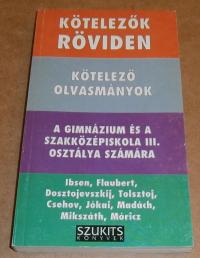 KÖTELEZŐK
RÖVIDEN
KÖTELEZŐ
OLVASMÁNYOK
A GIMNÁZIUM ÉS A
SZAKKÖZÉPISKOLA III.
OSZTÁLYA SZÁMÁRA
Ibsen, Flaubert,
Dosztojevszkij, Tolsztoj,
Csehov, Jókai, Madách,
Mikszáth, Móricz
SZUKITS
KÖNYVEK